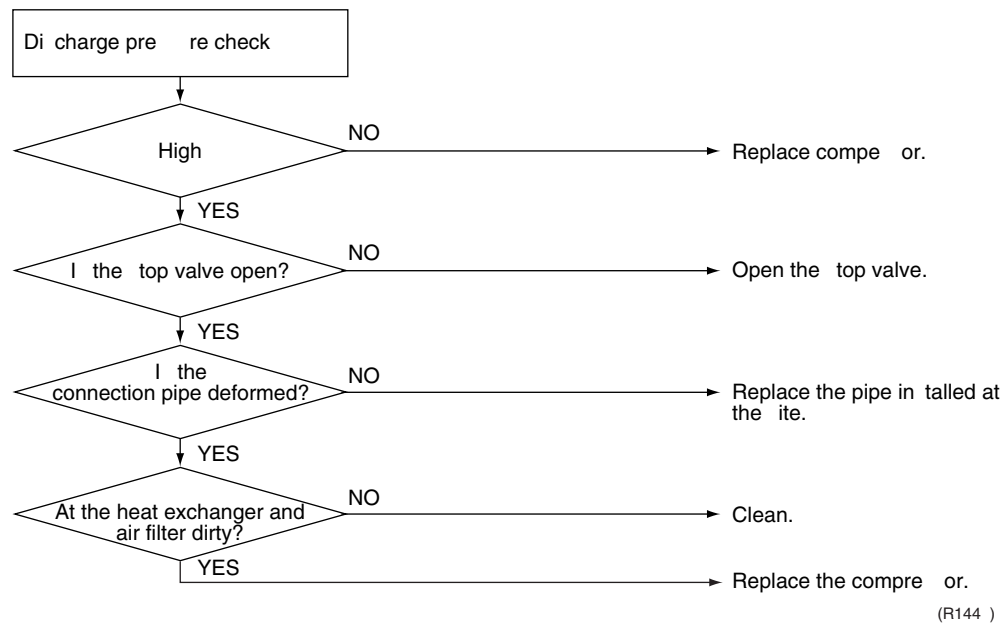 Di charge pre re check
High
NO
Replace compe or.
YES
I the top valve open?
NO
Open the top valve.
YES
I the
connection pipe deformed?
NO
Replace the pipe in talled at
the ite.
YES
At the heat exchanger and
air filter dirty?
NO
Clean.
YES
Replace the compre or.
(R144 )